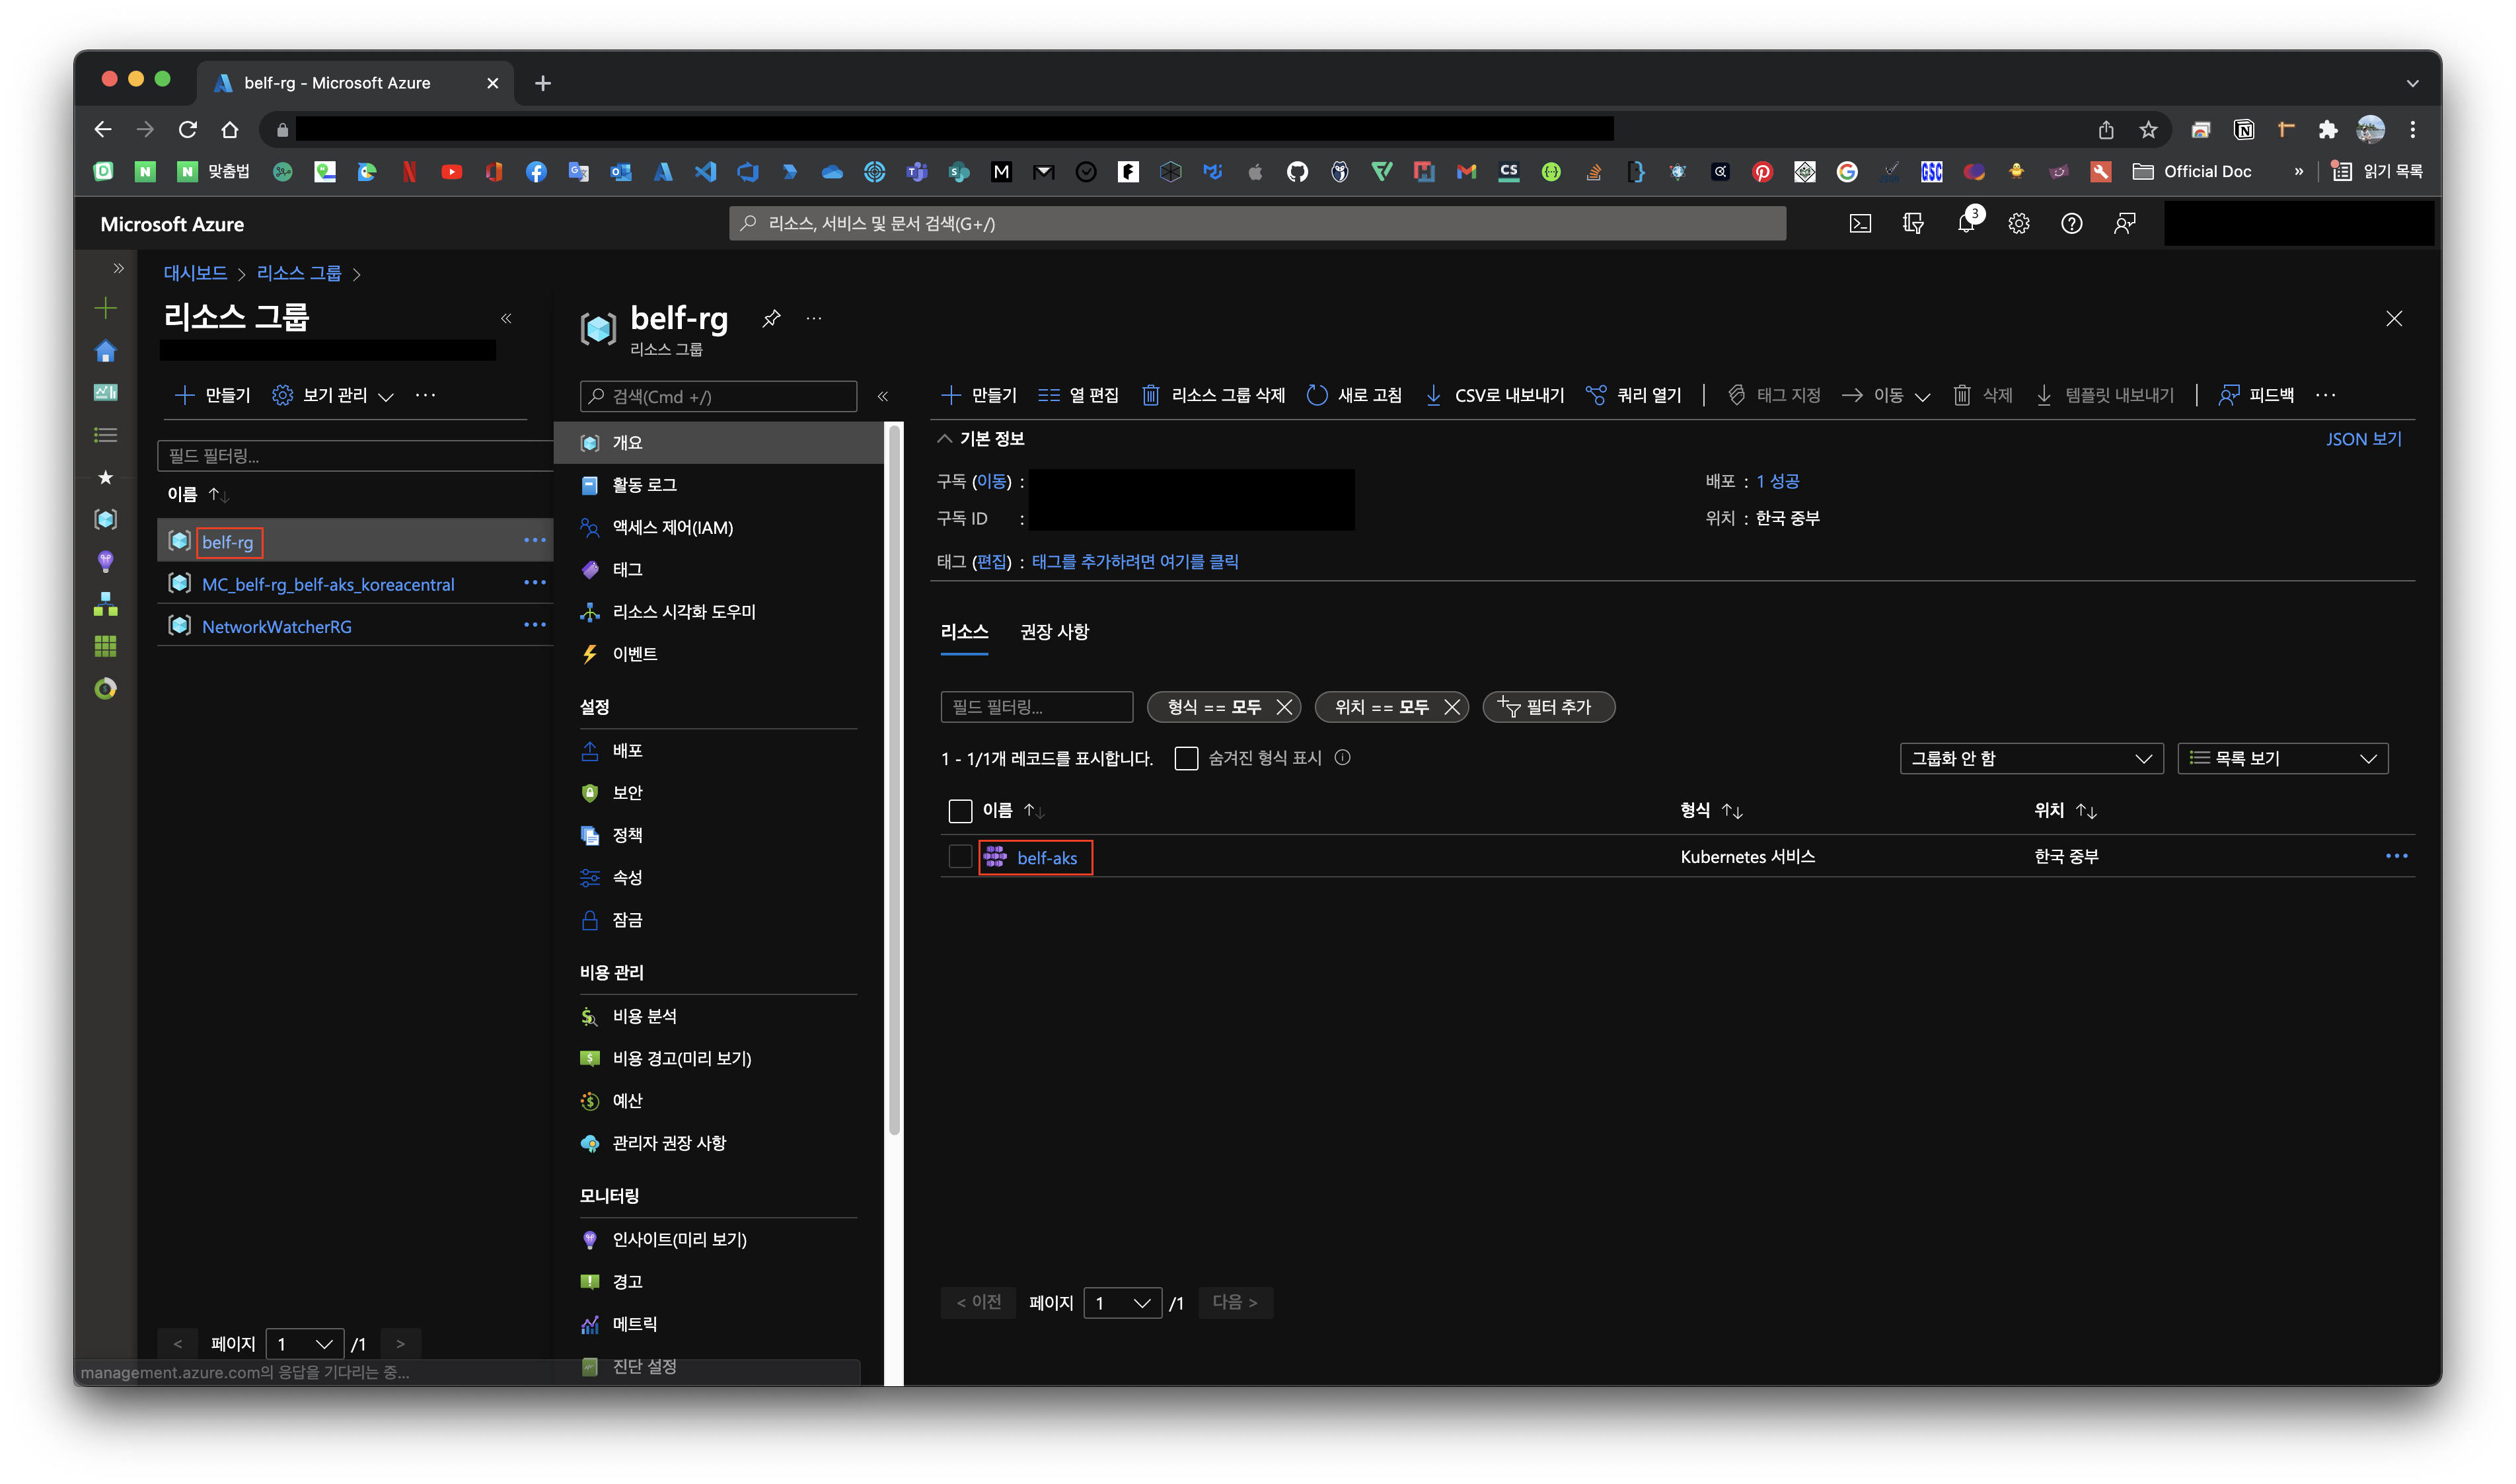 belf-rg - Microsoft Azure
맞춤법
Official Doc
»
읽기 목록
Microsoft Azure
리소스, 서비스 및 문서 검색(G+/)
3
대시보드 > 리소스 그룹 >
리소스 그룹
만들기
보기 관리
필드 필터링...
이름
belf-rg
MC_belf-rg_belf-aks_koreacentral
NetworkWatcherRG
< 페이지 1 /1 >
management.azure.com의 응답을 기다리는 중...
belf-rg
리소스 그룹
검색(Cmd +/)
개요
활동 로그
액세스 제어(IAM)
태그
리소스 시각화 도우미
이벤트
설정
배포
보안
정책
속성
잠금
비용 관리
비용 분석
비용 경고(미리 보기)
예산
관리자 권장 사항
모니터링
인사이트(미리 보기)
경고
메트릭
진단 설정
만들기
열 편집
리소스 그룹 삭제
새로 고침
CSV로 내보내기
쿼리 열기
태그 지정
이동
삭제
템플릿 내보내기
피드백
기본 정보
JSON 보기
구독 (이동) :
배포 : 1 성공
구독 ID :
위치 : 한국 중부
태그 (편집) : 태그를 추가하려면 여기를 클릭
리소스
권장 사항
필드 필터링...
형식 == 모두
위치 == 모두
필터 추가
1 - 1/1개 레코드를 표시합니다.
숨겨진 형식 표시
그룹화 안 함
목록 보기
이름
형식
위치
belf-aks
Kubernetes 서비스
한국 중부
< 이전 페이지 1 /1 다음 >